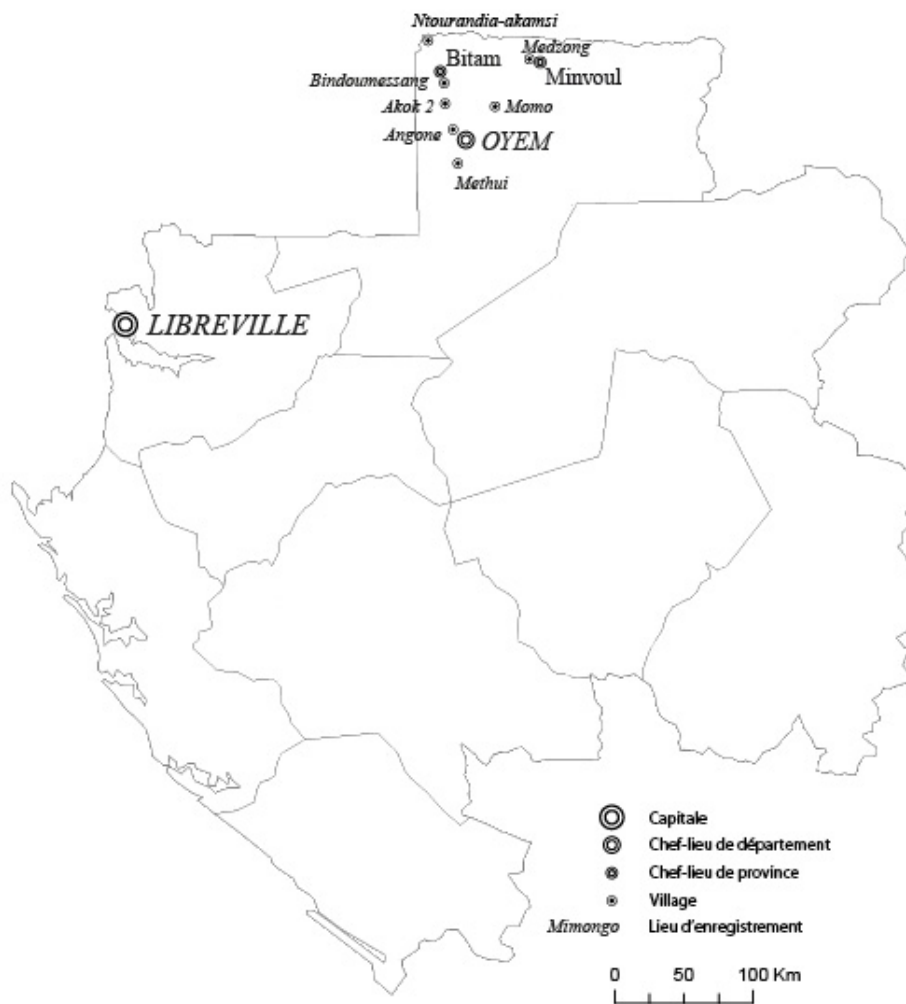 Ntourandia-akamsi
Medzong
Bitam
Minvoul
Bindoumessang
Akok 2
Momo
Angone
OYEM
Methui
LIBREVILLE
Capitale
Chef-lieu de département
Chef-lieu de province
Village
Mimongo Lieu d'enregistrement
0 50 100 Km